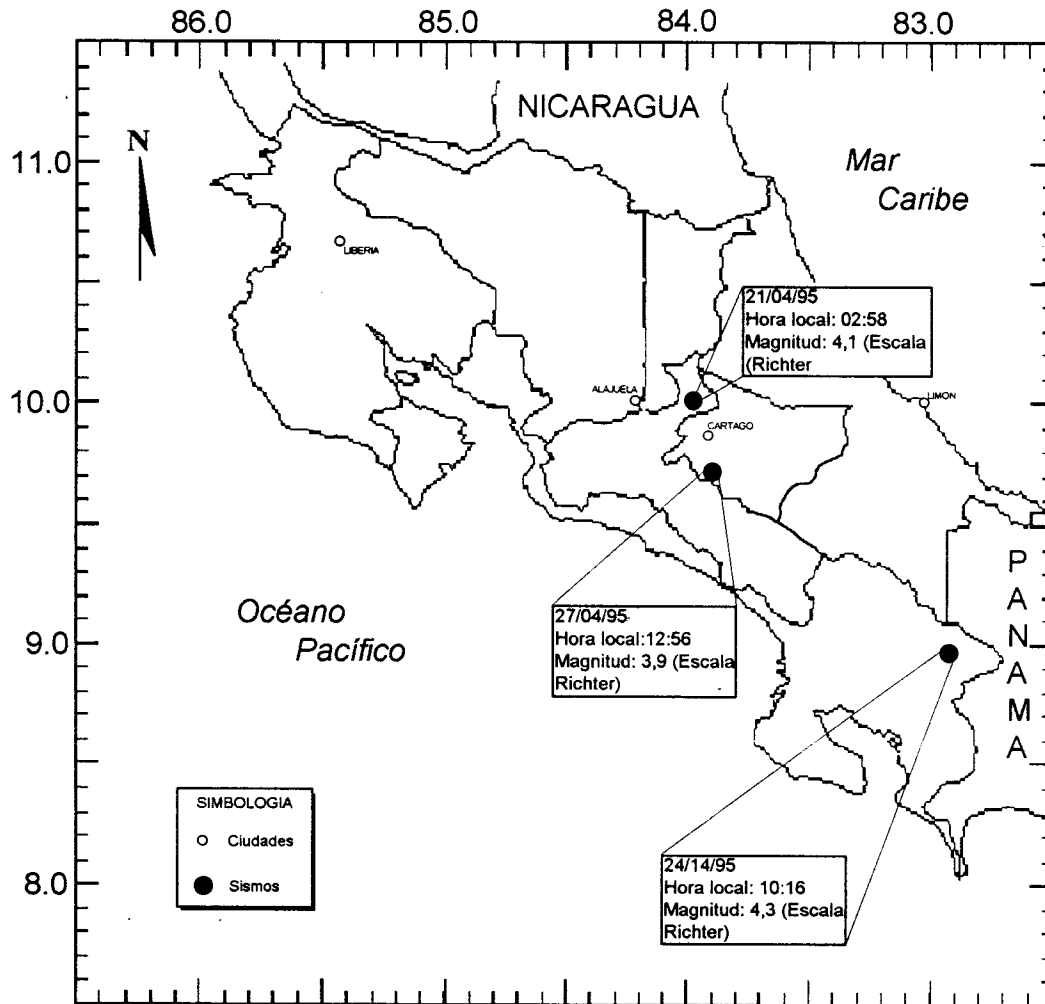 86.0 85.0 84.0 83.0
NICARAGUA
N
11.0
Mar
Caribe
LIBERIA
21/04/95
Hora local: 02:58
Magnitud: 4,1 (Escala
(Richter
ALAJUELA
10.0
LIMON
CARTAGO
P
A
N
A
M
A
27/04/95
Hora local:12:56
Magnitud: 3,9 (Escala
Richter)
Océano
Pacífico
9.0
SIMBOLOGIA
Ciudades
Sismos
24/14/95
Hora local: 10:16
Magnitud: 4,3 (Escala
Richter)
8.0